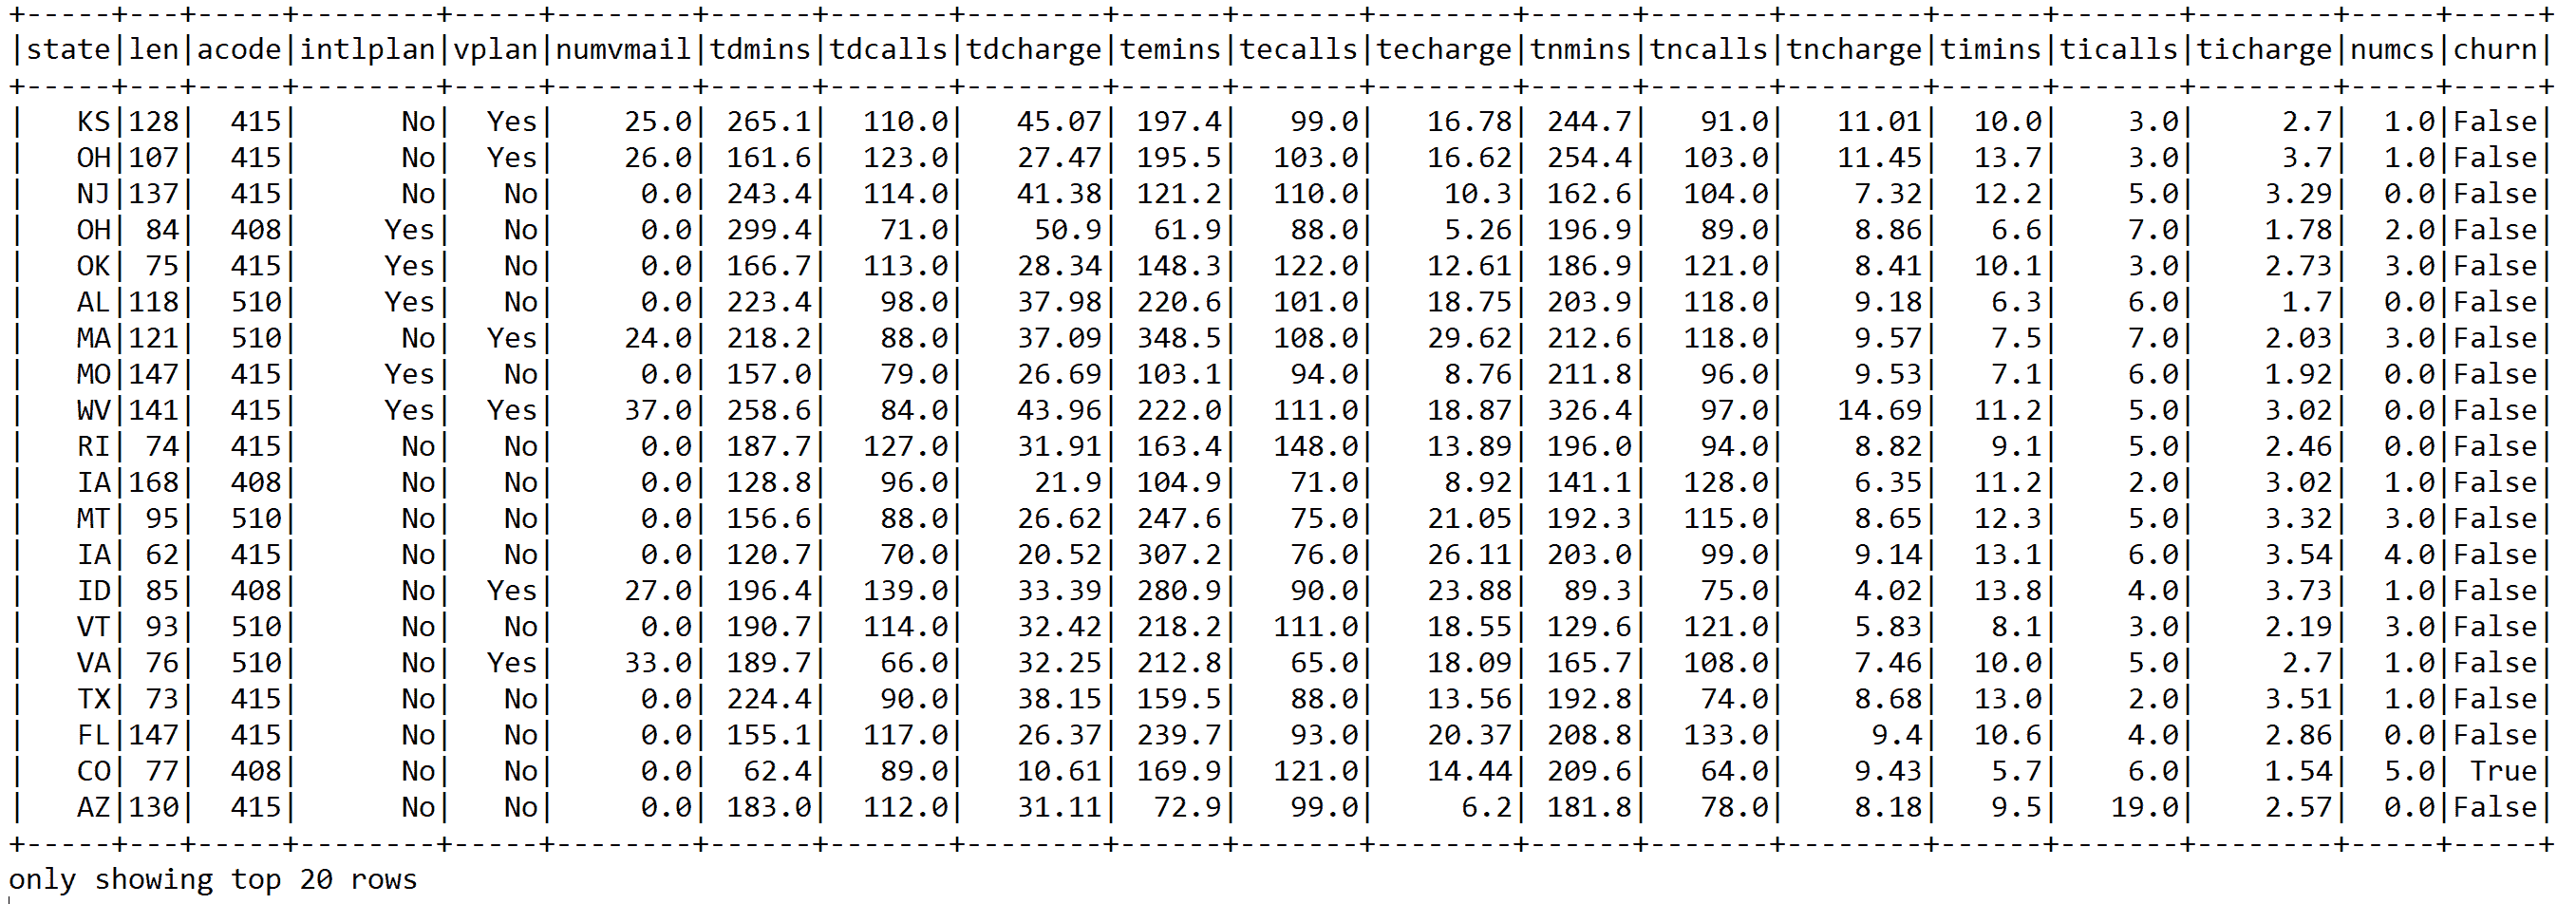 +-----+---+-----+--------+-----+--------+------+-------+--------+------+-------+--------+------+-------+--------+------+-------+--------+-----+-----+
|state|len|acode|intlplan|vplan|numvmail|tdmins|tdcalls|tdcharge|temins|tecalls|techarge|tnmins|tncalls|tncharge|timins|ticalls|ticharge|numcs|churn|
+-----+---+-----+--------+-----+--------+------+-------+--------+------+-------+--------+------+-------+--------+------+-------+--------+-----+-----+
|   KS|128|  415|      No|  Yes|    25.0| 265.1|  110.0|   45.07| 197.4|   99.0|   16.78| 244.7|   91.0|   11.01|  10.0|    3.0|     2.7|  1.0|False|
|   OH|107|  415|      No|  Yes|    26.0| 161.6|  123.0|   27.47| 195.5|  103.0|   16.62| 254.4|  103.0|   11.45|  13.7|    3.0|     3.7|  1.0|False|
|   NJ|137|  415|      No|   No|     0.0| 243.4|  114.0|   41.38| 121.2|  110.0|    10.3| 162.6|  104.0|    7.32|  12.2|    5.0|    3.29|  0.0|False|
|   OH| 84|  408|     Yes|   No|     0.0| 299.4|   71.0|    50.9|  61.9|   88.0|    5.26| 196.9|   89.0|    8.86|   6.6|    7.0|    1.78|  2.0|False|
|   OK| 75|  415|     Yes|   No|     0.0| 166.7|  113.0|   28.34| 148.3|  122.0|   12.61| 186.9|  121.0|    8.41|  10.1|    3.0|    2.73|  3.0|False|
|   AL|118|  510|     Yes|   No|     0.0| 223.4|   98.0|   37.98| 220.6|  101.0|   18.75| 203.9|  118.0|    9.18|   6.3|    6.0|     1.7|  0.0|False|
|   MA|121|  510|      No|  Yes|    24.0| 218.2|   88.0|   37.09| 348.5|  108.0|   29.62| 212.6|  118.0|    9.57|   7.5|    7.0|    2.03|  3.0|False|
|   MO|147|  415|     Yes|   No|     0.0| 157.0|   79.0|   26.69| 103.1|   94.0|    8.76| 211.8|   96.0|    9.53|   7.1|    6.0|    1.92|  0.0|False|
|   WV|141|  415|     Yes|  Yes|    37.0| 258.6|   84.0|   43.96| 222.0|  111.0|   18.87| 326.4|   97.0|   14.69|  11.2|    5.0|    3.02|  0.0|False|
|   RI| 74|  415|      No|   No|     0.0| 187.7|  127.0|   31.91| 163.4|  148.0|   13.89| 196.0|   94.0|    8.82|   9.1|    5.0|    2.46|  0.0|False|
|   IA|168|  408|      No|   No|     0.0| 128.8|   96.0|    21.9| 104.9|   71.0|    8.92| 141.1|  128.0|    6.35|  11.2|    2.0|    3.02|  1.0|False|
|   MT| 95|  510|      No|   No|     0.0| 156.6|   88.0|   26.62| 247.6|   75.0|   21.05| 192.3|  115.0|    8.65|  12.3|    5.0|    3.32|  3.0|False|
|   IA| 62|  415|      No|   No|     0.0| 120.7|   70.0|   20.52| 307.2|   76.0|   26.11| 203.0|   99.0|    9.14|  13.1|    6.0|    3.54|  4.0|False|
|   ID| 85|  408|      No|  Yes|    27.0| 196.4|  139.0|   33.39| 280.9|   90.0|   23.88|  89.3|   75.0|    4.02|  13.8|    4.0|    3.73|  1.0|False|
|   VT| 93|  510|      No|   No|     0.0| 190.7|  114.0|   32.42| 218.2|  111.0|   18.55| 129.6|  121.0|    5.83|   8.1|    3.0|    2.19|  3.0|False|
|   VA| 76|  510|      No|  Yes|    33.0| 189.7|   66.0|   32.25| 212.8|   65.0|   18.09| 165.7|  108.0|    7.46|  10.0|    5.0|     2.7|  1.0|False|
|   TX| 73|  415|      No|   No|     0.0| 224.4|   90.0|   38.15| 159.5|   88.0|   13.56| 192.8|   74.0|    8.68|  13.0|    2.0|    3.51|  1.0|False|
|   FL|147|  415|      No|   No|     0.0| 155.1|  117.0|   26.37| 239.7|   93.0|   20.37| 208.8|  133.0|     9.4|  10.6|    4.0|    2.86|  0.0|False|
|   CO| 77|  408|      No|   No|     0.0|  62.4|   89.0|   10.61| 169.9|  121.0|   14.44| 209.6|   64.0|    9.43|   5.7|    6.0|    1.54|  5.0| True|
|   AZ|130|  415|      No|   No|     0.0| 183.0|  112.0|   31.11|  72.9|   99.0|     6.2| 181.8|   78.0|    8.18|   9.5|   19.0|    2.57|  0.0|False|
+-----+---+-----+--------+-----+--------+------+-------+--------+------+-------+--------+------+-------+--------+------+-------+--------+-----+-----+
only showing top 20 rows